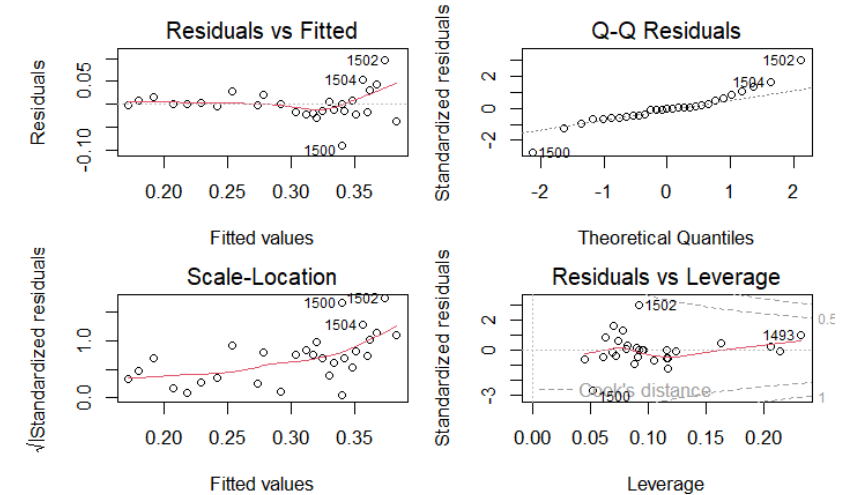 Residuals vs Fitted
Residuals
0.05
-0.10
1502
1504
1500
0.20 0.25 0.30 0.35
Fitted values
Q-Q Residuals
Standardized residuals
2
0
-2
1502
1504
1500
-2 -1 0 1 2
Theoretical Quantiles
Scale-Location
√|Standardized residuals
1.0
0.0
1500 1502
1504
0.20 0.25 0.30 0.35
Fitted values
Residuals vs Leverage
Standardized residuals
2
0
-3
1502
1493
0.5
Cook's distance
1500
1
0.00 0.05 0.10 0.15 0.20
Leverage